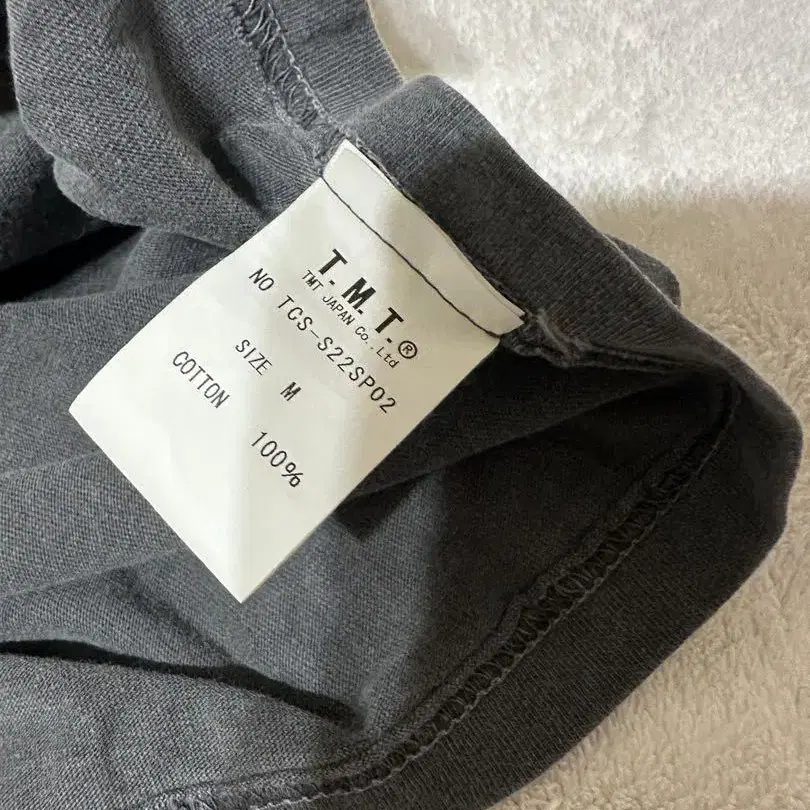 T.M.T.®
TMT JAPAN Co.,Ltd
NO TCS-S22SP02
SIZE M
COTTON 100%